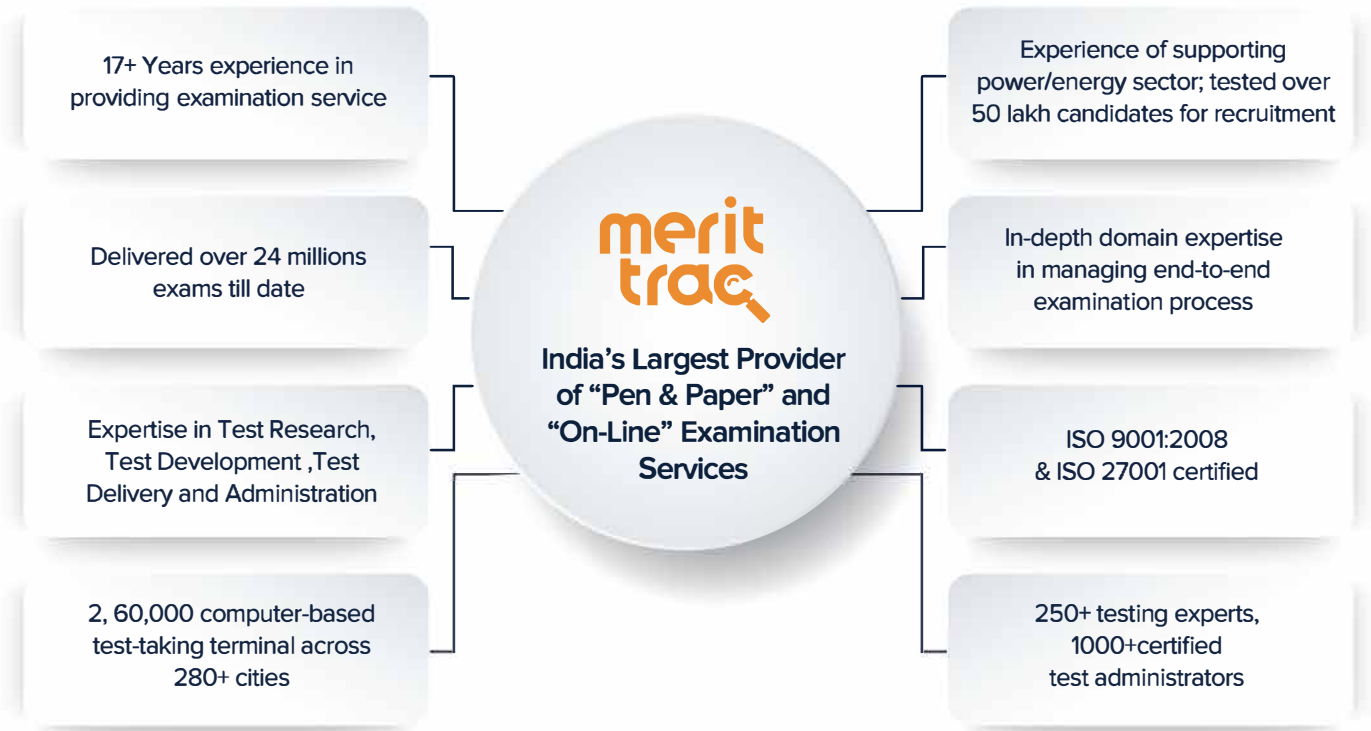 17+ Years experience in
providing examination service
Delivered over 24 millions
exams till date
Expertise in Test Research,
Test Development ,Test
Delivery and Administration
2, 60,000 computer-based
test-taking terminal across
280+ cities
merit
trac
India’s Largest Provider
of “Pen & Paper” and
“On-Line” Examination
Services
Experience of supporting
power/energy sector; tested over
50 lakh candidates for recruitment
In-depth domain expertise
in managing end-to-end
examination process
ISO 9001:2008
& ISO 27001 certified
250+ testing experts,
1000+certified
test administrators